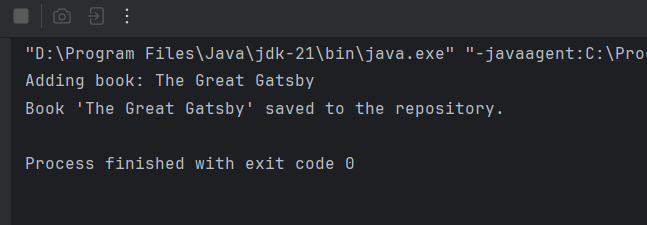 "D:\Program Files\Java\jdk-21\bin\java.exe" "-javaagent:C:\Pro
Adding book: The Great Gatsby
Book 'The Great Gatsby' saved to the repository.
Process finished with exit code 0